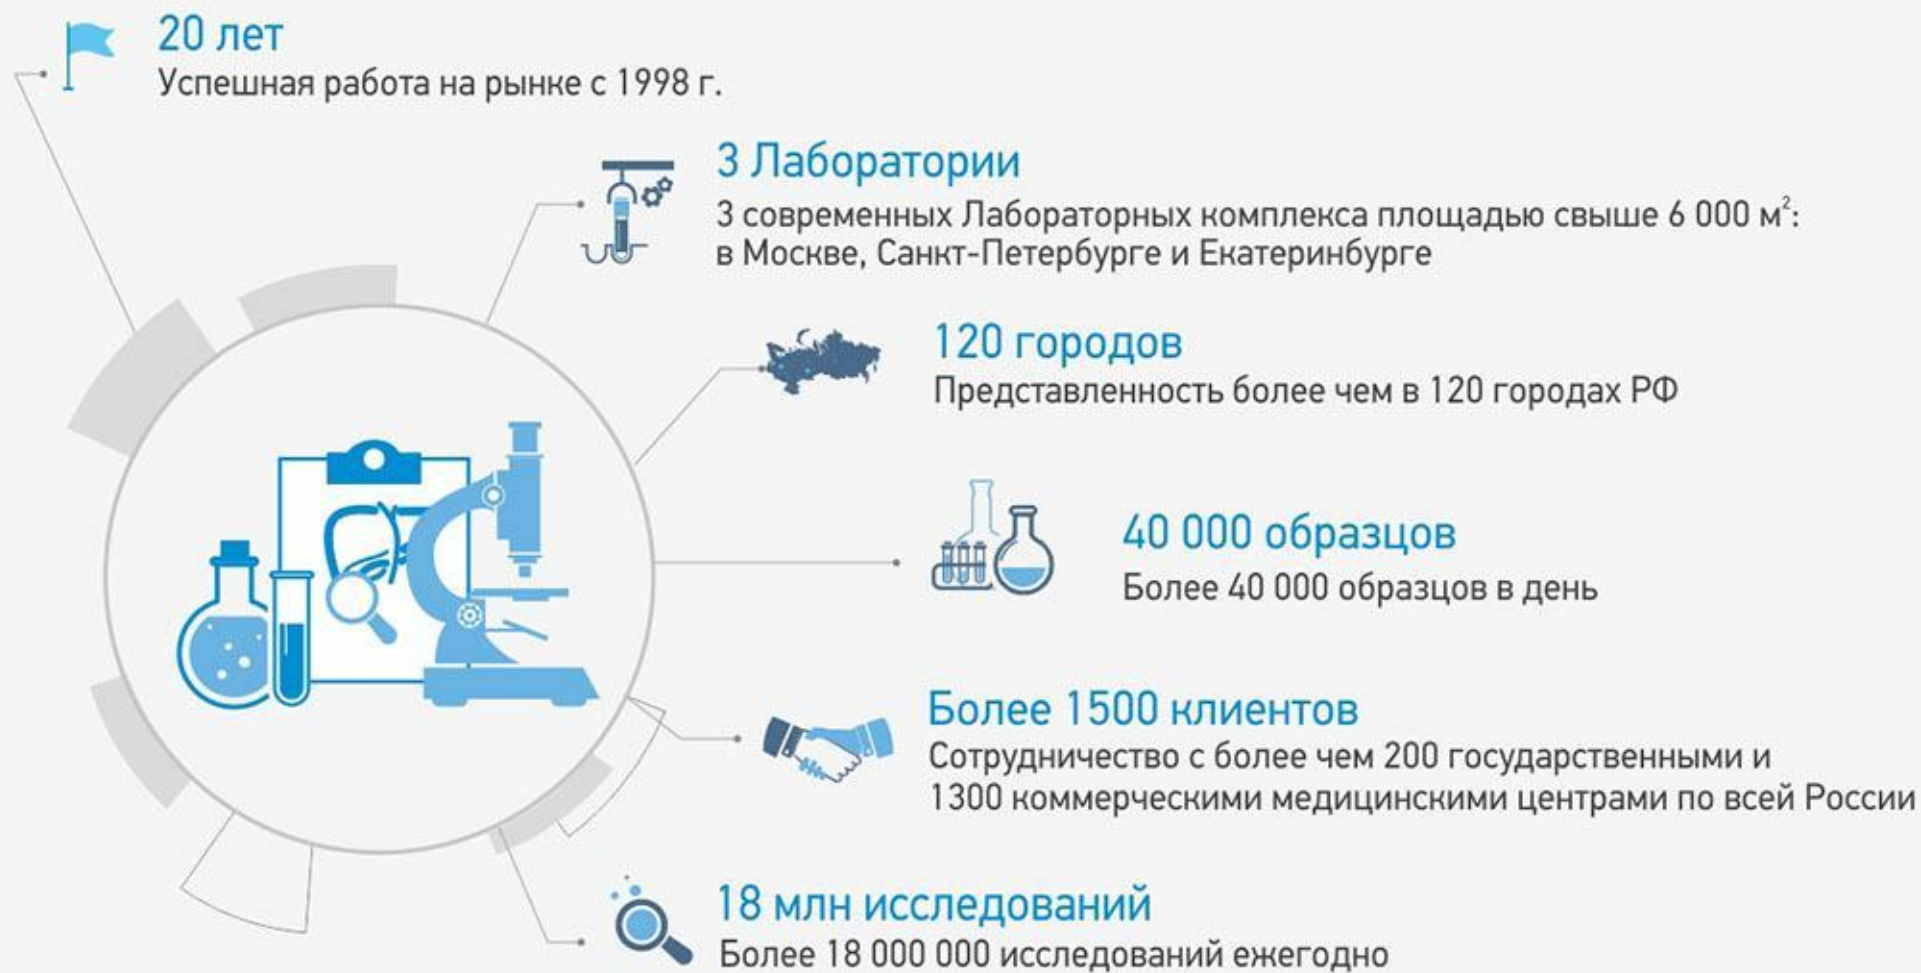 20 лет
Успешная работа на рынке с 1998 г.
3 Лаборатории
3 современных Лабораторных комплекса площадью свыше 6 000 м²:
в Москве, Санкт-Петербурге и Екатеринбурге
120 городов
Представленность более чем в 120 городах РФ
40 000 образцов
Более 40 000 образцов в день
Более 1500 клиентов
Сотрудничество с более чем 200 государственными и
1300 коммерческими медицинскими центрами по всей России
18 млн исследований
Более 18 000 000 исследований ежегодно